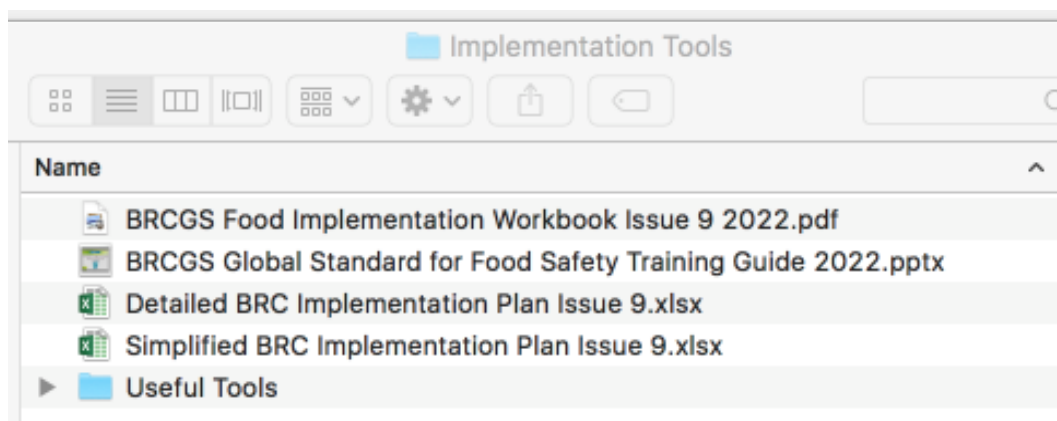 Implementation Tools
Name
BRCGS Food Implementation Workbook Issue 9 2022.pdf
BRCGS Global Standard for Food Safety Training Guide 2022.pptx
Detailed BRC Implementation Plan Issue 9.xlsx
Simplified BRC Implementation Plan Issue 9.xlsx
Useful Tools